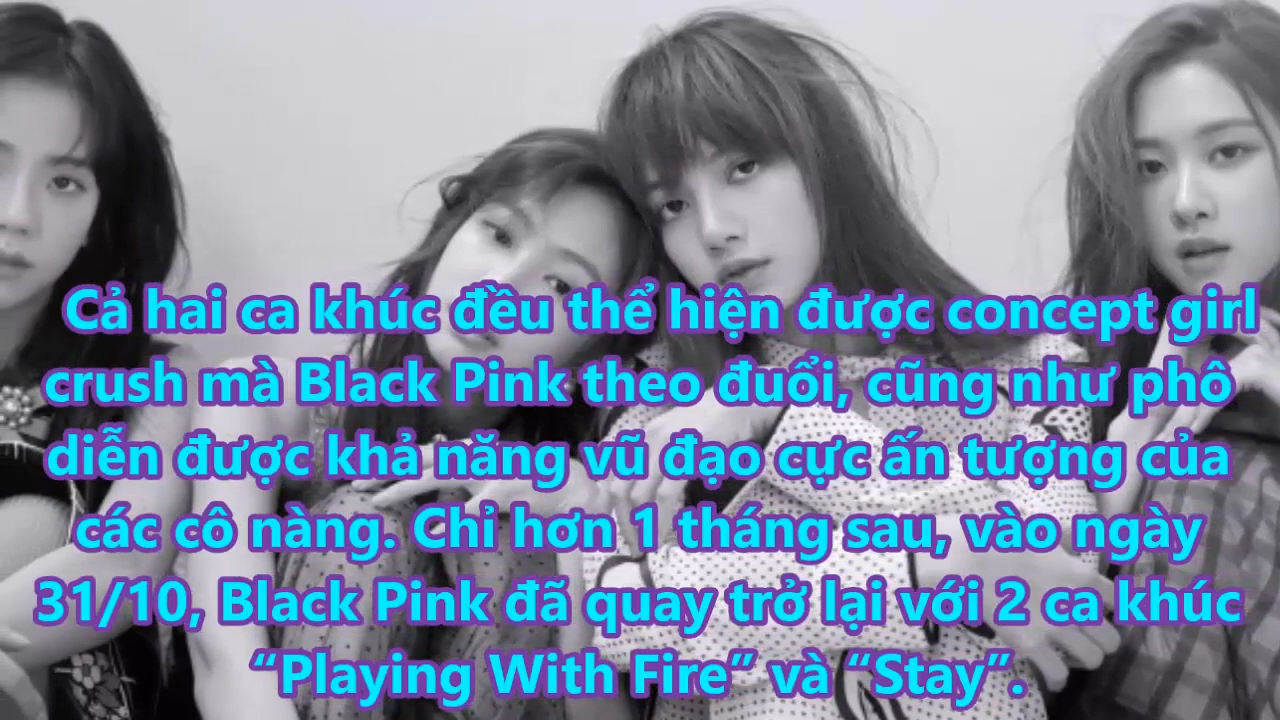 Cả hai ca khúc đều thể hiện được concept girl
crush mà Black Pink theo đuổi, cũng như phô
diễn được khả năng vũ đạo cực ấn tượng của
các cô nàng. Chỉ hơn 1 tháng sau, vào ngày
31/10, Black Pink đã quay trở lại với 2 ca khúc
“Playing With Fire” và “Stay”.